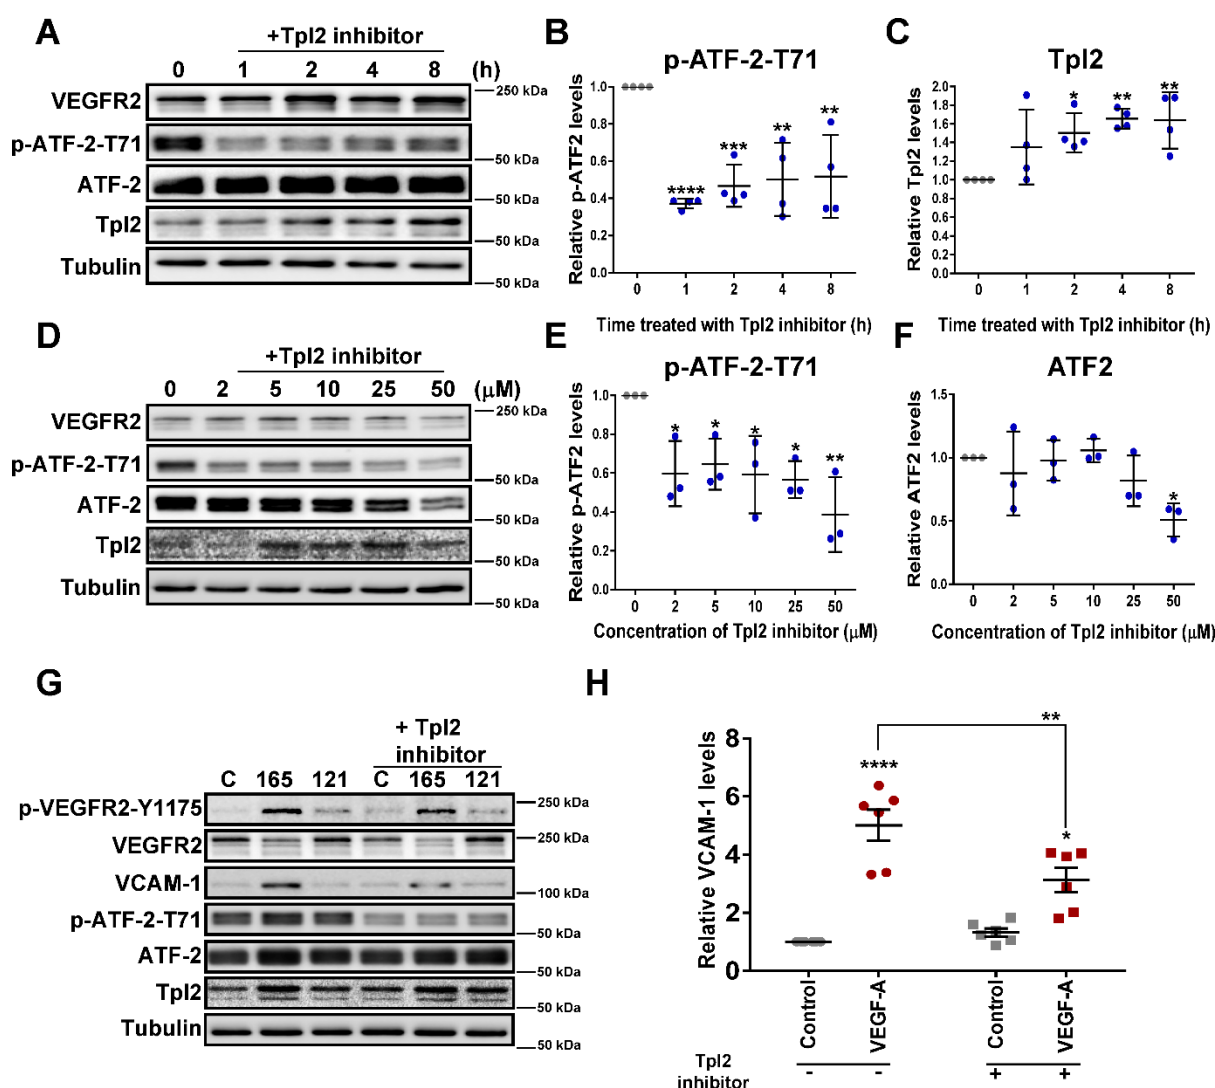 A
+Tpl2 inhibitor
0 1 2 4 8 (h)
VEGFR2
250 kDa
p-ATF-2-T71
50 kDa
ATF-2
50 kDa
Tpl2
50 kDa
Tubulin
50 kDa
B
p-ATF-2-T71
Relative p-ATF2 levels
1.0
0.8
0.6
0.4
0.2
0.0
**** *** ** **
0 1 2 4 8
Time treated with Tpl2 inhibitor (h)
C
Tpl2
Relative Tpl2 levels
2.0
1.8
1.6
1.4
1.2
1.0
0.8
0.6
0.4
0.2
0.0
* ** **
0 1 2 4 8
Time treated with Tpl2 inhibitor (h)
D
+Tpl2 inhibitor
0 2 5 10 25 50 (μM)
VEGFR2
250 kDa
p-ATF-2-T71
50 kDa
ATF-2
50 kDa
Tpl2
50 kDa
Tubulin
50 kDa
E
p-ATF-2-T71
Relative p-ATF2 levels
1.0
0.8
0.6
0.4
0.2
0.0
* * * * **
0 2 5 10 25 50
Concentration of Tpl2 inhibitor (μM)
F
ATF2
Relative ATF2 levels
1.5
1.0
0.5
0.0
*
0 2 5 10 25 50
Concentration of Tpl2 inhibitor (μM)
G
+ Tpl2
inhibitor
C 165 121 C 165 121
p-VEGFR2-Y1175
250 kDa
VEGFR2
250 kDa
VCAM-1
100 kDa
p-ATF-2-T71
50 kDa
ATF-2
50 kDa
Tpl2
50 kDa
Tubulin
50 kDa
H
Relative VCAM-1 levels
8
6
4
2
0
**
****
*
Control VEGF-A Control VEGF-A
Tpl2
inhibitor
- - + +